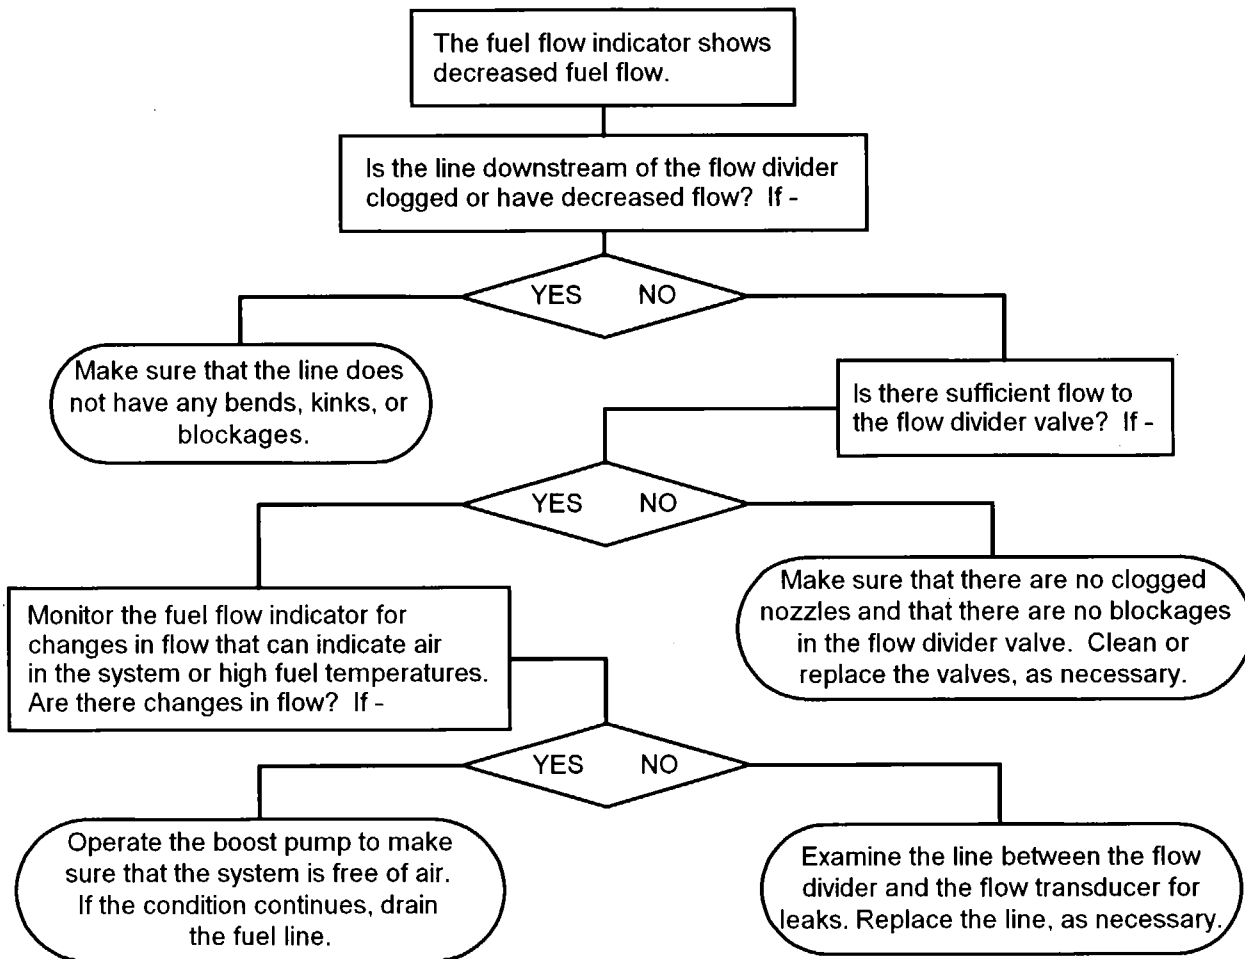 The fuel flow indicator shows
decreased fuel flow.
Is the line downstream of the flow divider
clogged or have decreased flow? If -
YES NO
Make sure that the line does
not have any bends, kinks, or
blockages.
Is there sufficient flow to
the flow divider valve? If -
YES NO
Monitor the fuel flow indicator for
changes in flow that can indicate air
in the system or high fuel temperatures.
Are there changes in flow? If -
Make sure that there are no clogged
nozzles and that there are no blockages
in the flow divider valve. Clean or
replace the valves, as necessary.
YES NO
Operate the boost pump to make
sure that the system is free of air.
If the condition continues, drain
the fuel line.
Examine the line between the flow
divider and the flow transducer for
leaks. Replace the line, as necessary.